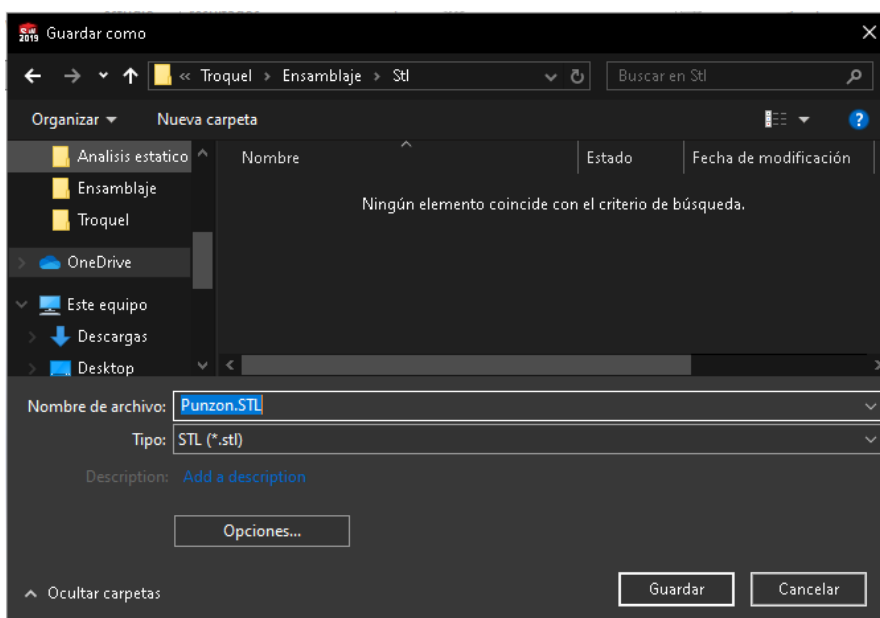 SW 2019 Guardar como
« Troquel > Ensamblaje > Stl
Buscar en Stl
Organizar
Nueva carpeta
Analisis estatico
Ensamblaje
Troquel
OneDrive
Este equipo
Descargas
Desktop
Nombre
Estado
Fecha de modificación
Ningún elemento coincide con el criterio de búsqueda.
Nombre de archivo: Punzon.STL
Tipo: STL (*.stl)
Description: Add a description
Opciones...
Ocultar carpetas
Guardar
Cancelar